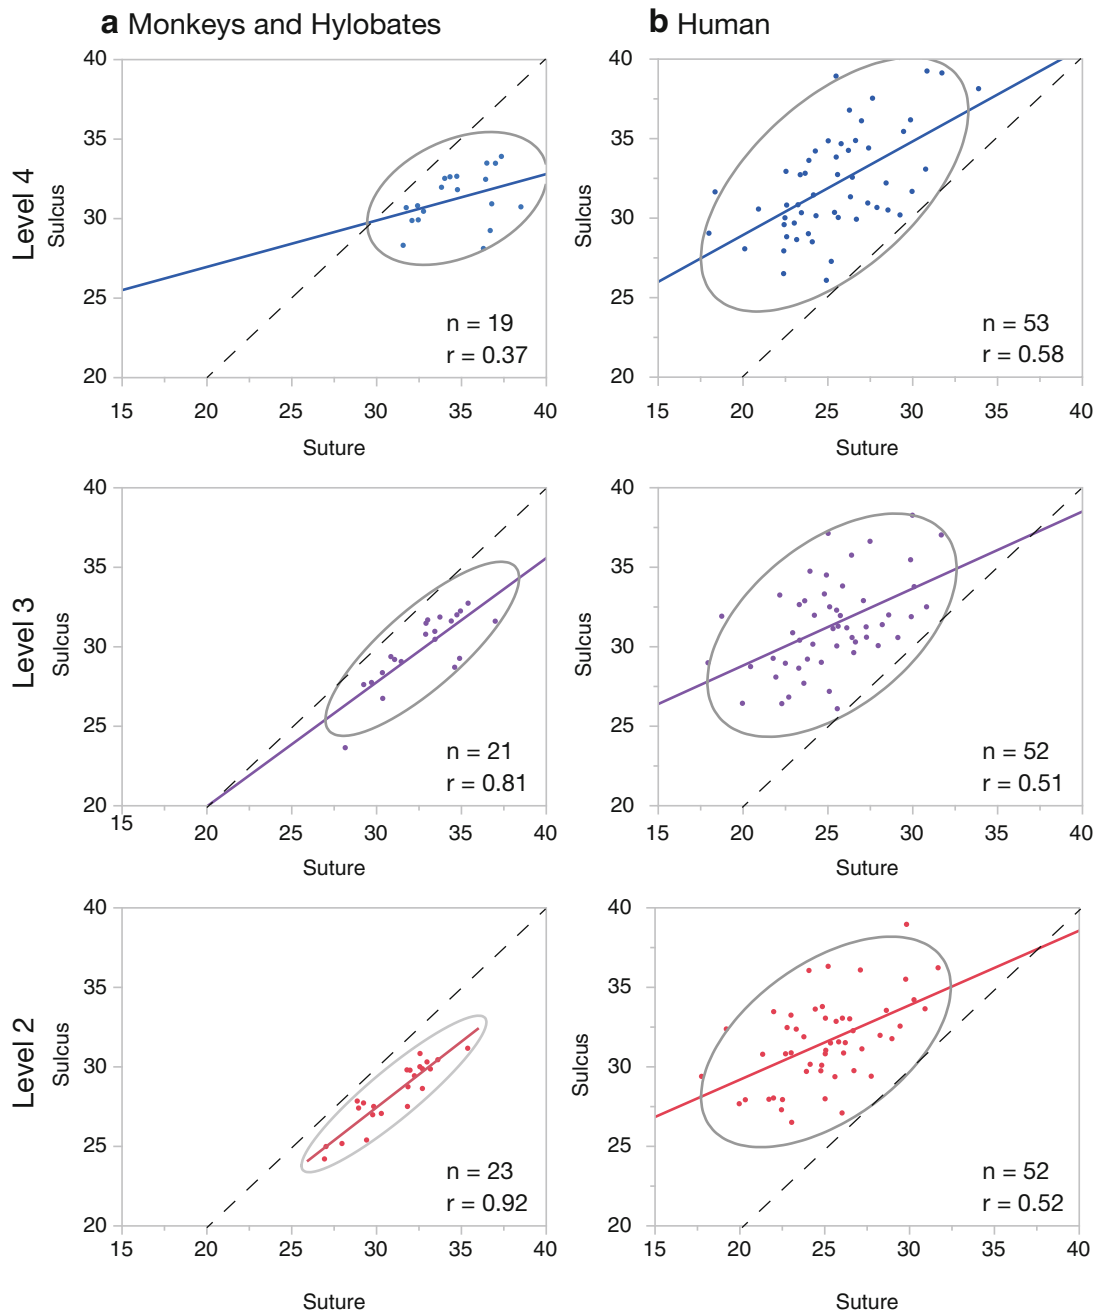 a Monkeys and Hylobates
b Human
Level 4
Sulcus
40
35
30
25
20
15 20 25 30 35 40
Suture
n = 19
r = 0.37
Sulcus
40
35
30
25
20
15 20 25 30 35 40
Suture
n = 53
r = 0.58
Level 3
Sulcus
40
35
30
25
20
15 20 25 30 35 40
Suture
n = 21
r = 0.81
Sulcus
40
35
30
25
20
15 20 25 30 35 40
Suture
n = 52
r = 0.51
Level 2
Sulcus
40
35
30
25
20
15 20 25 30 35 40
Suture
n = 23
r = 0.92
Sulcus
40
35
30
25
20
15 20 25 30 35 40
Suture
n = 52
r = 0.52